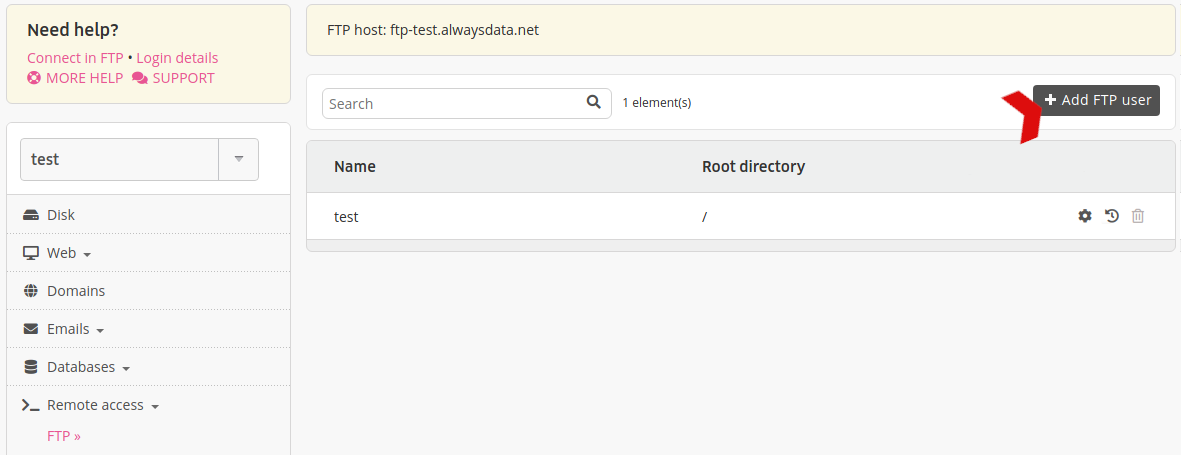 Need help?
Connect in FTP • Login details
MORE HELP SUPPORT
test
Disk
Web
Domains
Emails
Databases
Remote access
FTP »
FTP host: ftp-test.alwaysdata.net
Search
1 element(s)
+ Add FTP user
Name Root directory
test /